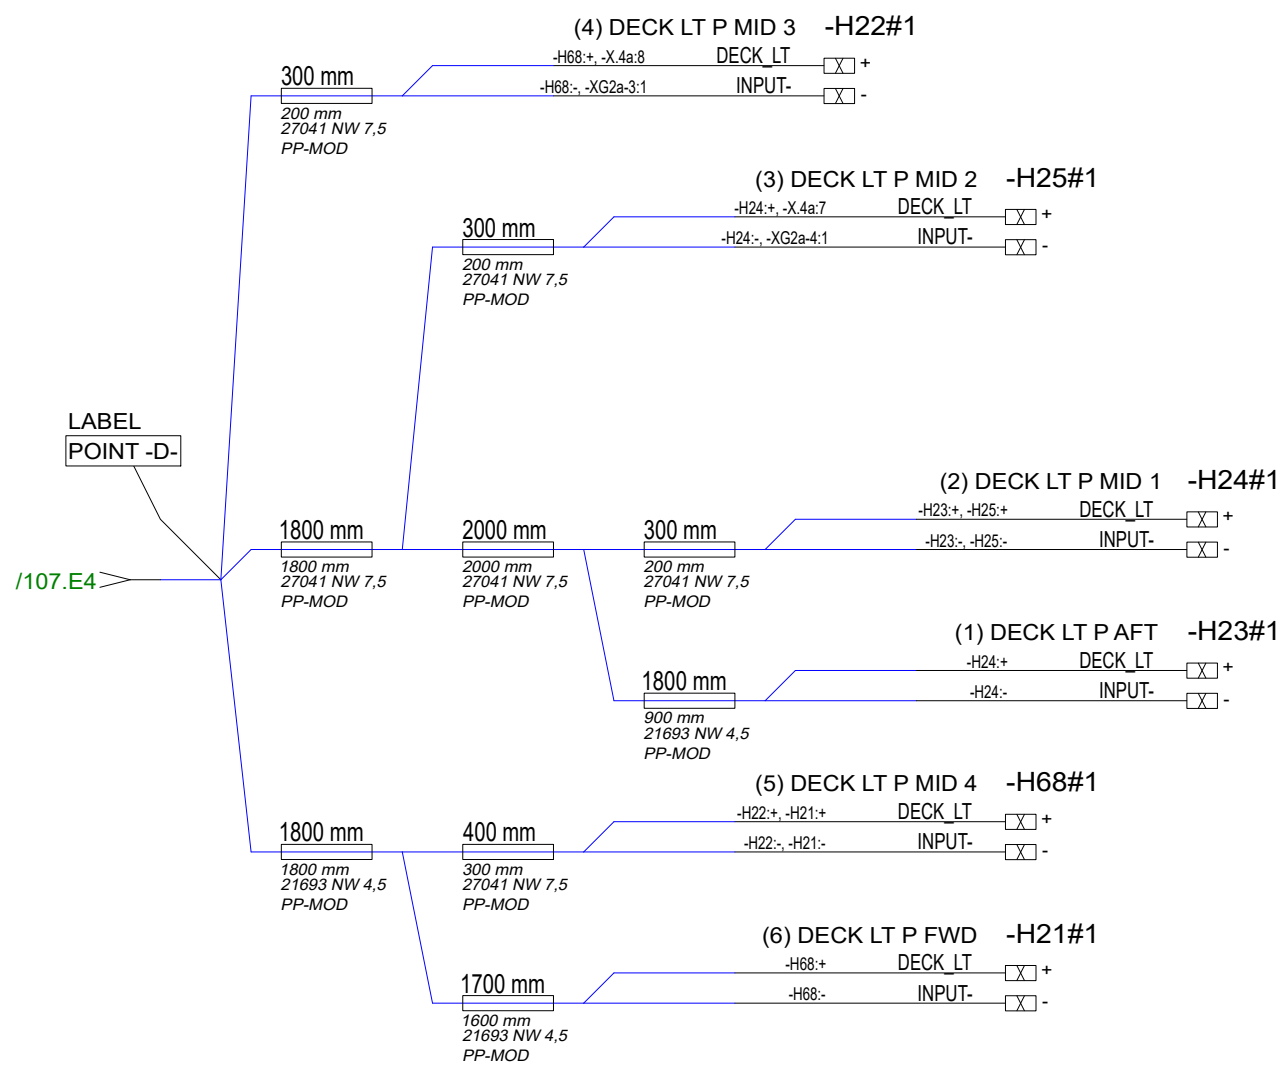 (4) DECK LT P MID 3 -H22#1
-H68:+, -X.4a:8 DECK_LT +
300 mm
-H68:-, -XG2a-3:1 INPUT- -
200 mm
27041 NW 7,5
PP-MOD
(3) DECK LT P MID 2 -H25#1
-H24:+, -X.4a:7 DECK_LT +
300 mm
-H24:-, -XG2a-4:1 INPUT- -
200 mm
27041 NW 7,5
PP-MOD
LABEL
POINT -D-
/107.E4
(2) DECK LT P MID 1 -H24#1
-H23:+, -H25:+ DECK_LT +
1800 mm 2000 mm 300 mm
-H23:-, -H25:- INPUT- -
1800 mm 2000 mm 200 mm
27041 NW 7,5 27041 NW 7,5 27041 NW 7,5
PP-MOD PP-MOD PP-MOD
(1) DECK LT P AFT -H23#1
-H24:+ DECK_LT +
1800 mm
-H24:- INPUT- -
900 mm
21693 NW 4,5
PP-MOD
(5) DECK LT P MID 4 -H68#1
-H22:+, -H21:+ DECK_LT +
1800 mm 400 mm
-H22:-, -H21:- INPUT- -
1800 mm 300 mm
21693 NW 4,5 27041 NW 7,5
PP-MOD PP-MOD
(6) DECK LT P FWD -H21#1
-H68:+ DECK_LT +
1700 mm
-H68:- INPUT- -
1600 mm
21693 NW 4,5
PP-MOD